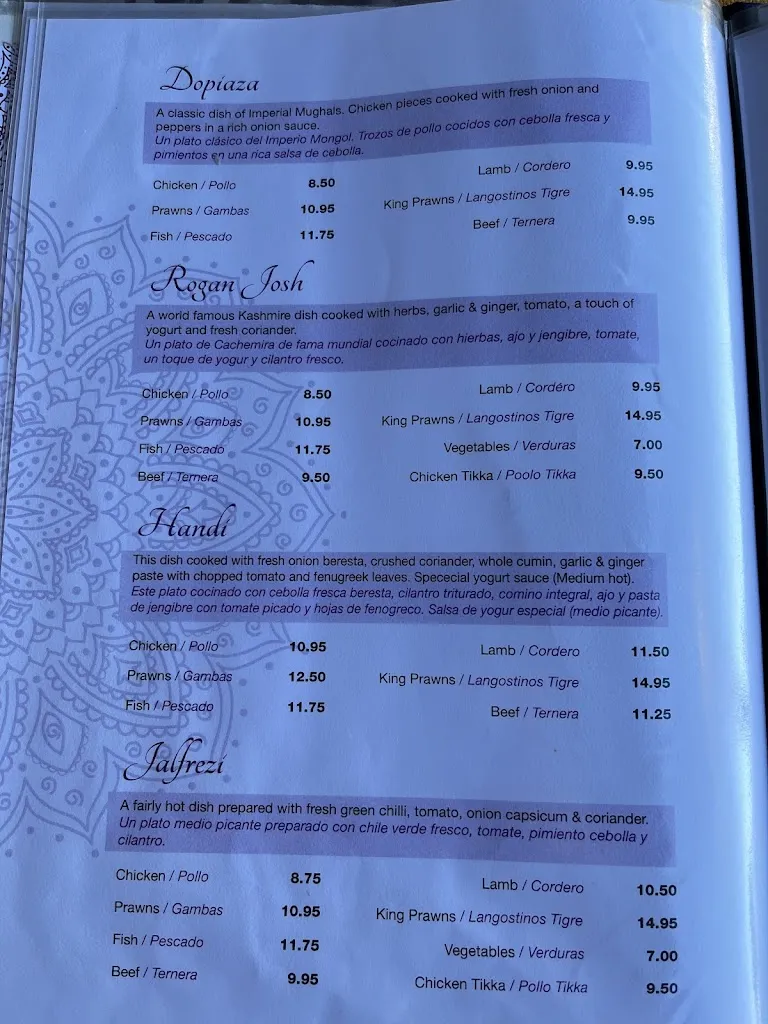 Dopiaza
A classic dish of Imperial Mughals. Chicken pieces cooked with fresh onion and
peppers in a rich onion sauce.
Un plato clásico del Imperio Mongol. Trozos de pollo cocidos con cebolla fresca y
pimientos en una rica salsa de cebolla.
Chicken / Pollo 8.50
Lamb / Cordero 9.95
Prawns / Gambas 10.95
King Prawns / Langostinos Tigre 14.95
Fish / Pescado 11.75
Beef / Ternera 9.95
Rogan Josh
A world famous Kashmire dish cooked with herbs, garlic & ginger, tomato, a touch of
yogurt and fresh coriander.
Un plato de Cachemira de fama mundial cocinado con hierbas, ajo y jengibre, tomate,
un toque de yogur y cilantro fresco.
Chicken / Pollo 8.50
Lamb / Cordéro 9.95
Prawns / Gambas 10.95
King Prawns / Langostinos Tigre 14.95
Fish / Pescado 11.75
Vegetables / Verduras 7.00
Beef / Ternera 9.50
Chicken Tikka / Poolo Tikka 9.50
Handi
This dish cooked with fresh onion beresta, crushed coriander, whole cumin, garlic & ginger
paste with chopped tomato and fenugreek leaves. Spececial yogurt sauce (Medium hot).
Este plato cocinado con cebolla fresca beresta, cilantro triturado, comino integral, ajo y pasta
de jengibre con tomate picado y hojas de fenogreco. Salsa de yogur especial (medio picante).
Chicken / Pollo 10.95
Lamb / Cordero 11.50
Prawns / Gambas 12.50
King Prawns / Langostinos Tigre 14.95
Fish / Pescado 11.75
Beef / Ternera 11.25
Jalfrezi
A fairly hot dish prepared with fresh green chilli, tomato, onion capsicum & coriander.
Un plato medio picante preparado con chile verde fresco, tomate, pimiento cebolla y
cilantro.
Chicken / Pollo 8.75
Lamb / Cordero 10.50
Prawns / Gambas 10.95
King Prawns / Langostinos Tigre 14.95
Fish / Pescado 11.75
Vegetables / Verduras 7.00
Beef / Ternera 9.95
Chicken Tikka / Pollo Tikka 9.50